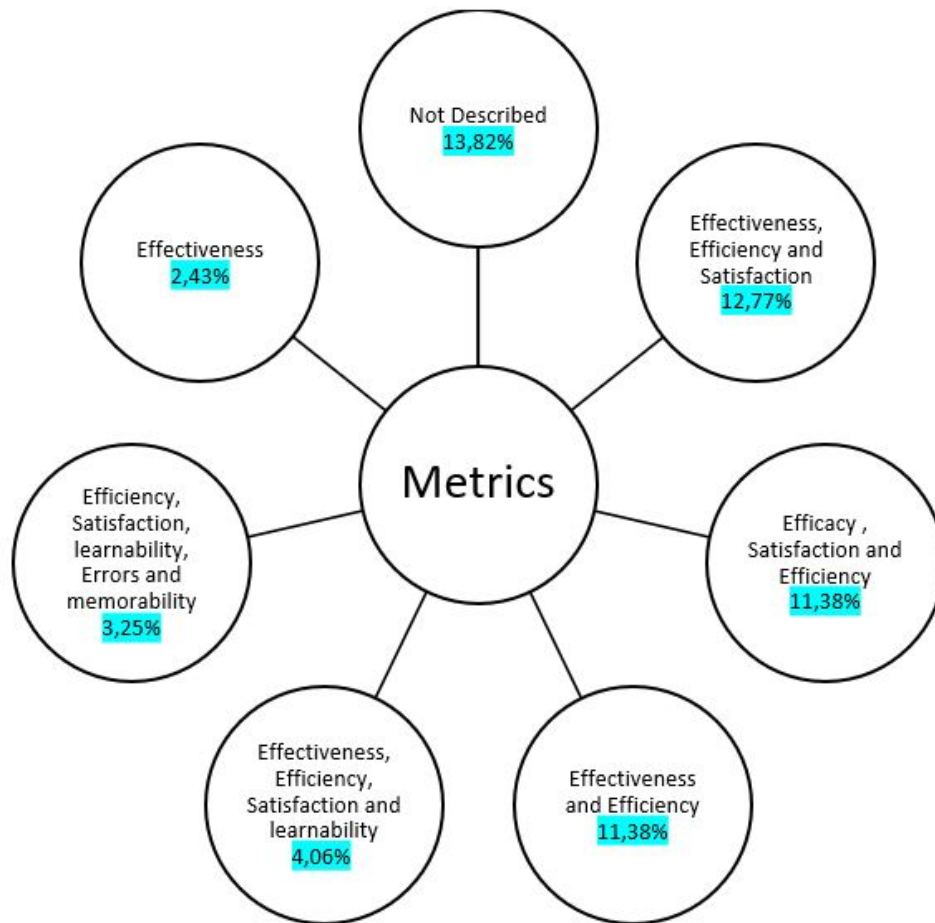 Not Described
13,82%
Effectiveness,
Efficiency and
Satisfaction
12,77%
Efficacy ,
Satisfaction and
Efficiency
11,38%
Effectiveness
and Efficiency
11,38%
Effectiveness,
Efficiency,
Satisfaction and
learnability
4,06%
Efficiency,
Satisfaction,
learnability,
Errors and
memorability
3,25%
Effectiveness
2,43%
Metrics